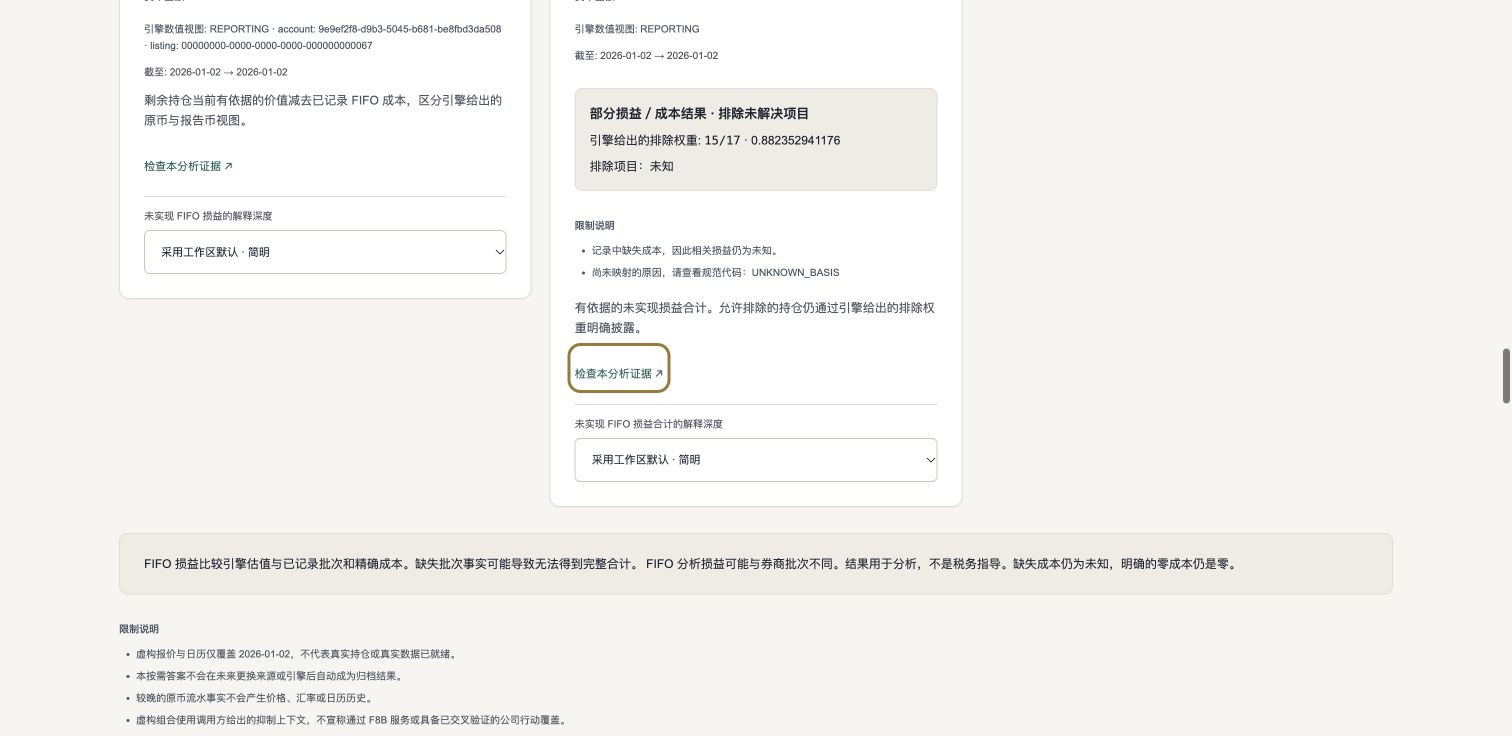 引擎数值视图: REPORTING · account: 9e9ef2f8-d9b3-5045-b681-be8fbd3da508
· listing: 00000000-0000-0000-0000-000000000067
截至: 2026-01-02 → 2026-01-02
剩余持仓当前有依据的价值减去已记录 FIFO 成本，区分引擎给出的
原币与报告币视图。
检查本分析证据 ↗
未实现 FIFO 损益的解释深度
采用工作区默认 · 简明
引擎数值视图: REPORTING
截至: 2026-01-02 → 2026-01-02
部分损益 / 成本结果 · 排除未解决项目
引擎给出的排除权重: 15/17 · 0.882352941176
排除项目：未知
限制说明
• 记录中缺失成本，因此相关损益仍为未知。
• 尚未映射的原因，请查看规范代码：UNKNOWN_BASIS
有依据的未实现损益合计。允许排除的持仓仍通过引擎给出的排除权
重明确披露。
检查本分析证据 ↗
未实现 FIFO 损益合计的解释深度
采用工作区默认 · 简明
FIFO 损益比较引擎估值与已记录批次和精确成本。缺失批次事实可能导致无法得到完整合计。 FIFO 分析损益可能与券商批次不同。结果用于分析，不是税务指导。缺失成本仍为未知，明确的零成本仍是零。
限制说明
• 虚构报价与日历仅覆盖 2026-01-02，不代表真实持仓或真实数据已就绪。
• 本按需答案不会在未来更换来源或引擎后自动成为归档结果。
• 较晚的原币流水事实不会产生价格、汇率或日历历史。
• 虚构组合使用调用方给出的抑制上下文，不宣称通过 F8B 服务或具备已交叉验证的公司行动覆盖。